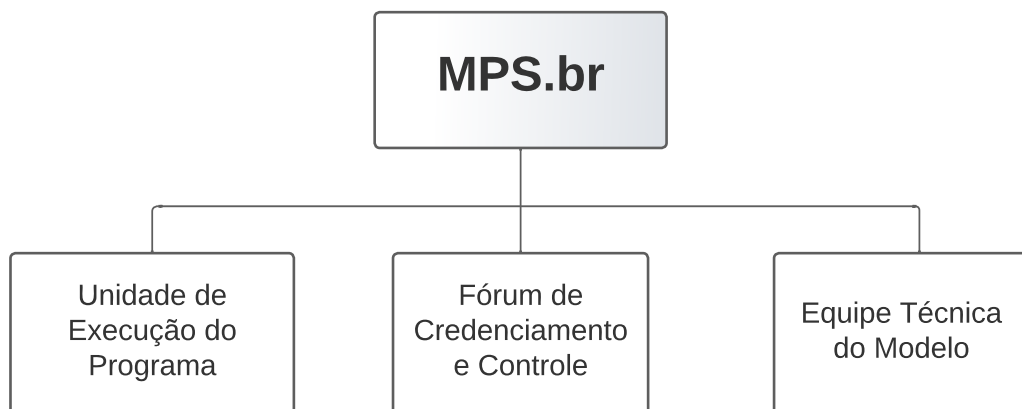 MPS.br
Unidade de
Execução do
Programa
Fórum de
Credenciamento
e Controle
Equipe Técnica
do Modelo